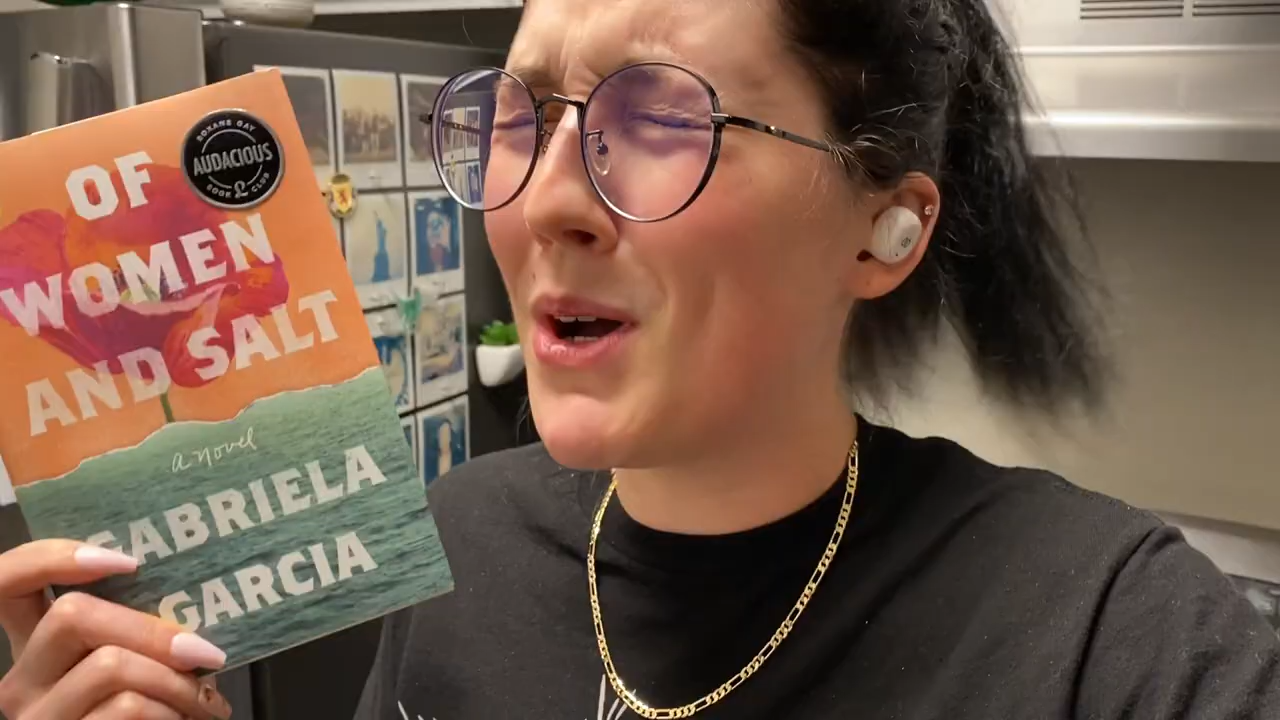 ROXANE GAY
AUDACIOUS
BOOK CLUB
OF
WOMEN
AND SALT
a novel
GABRIELA
GARCIA